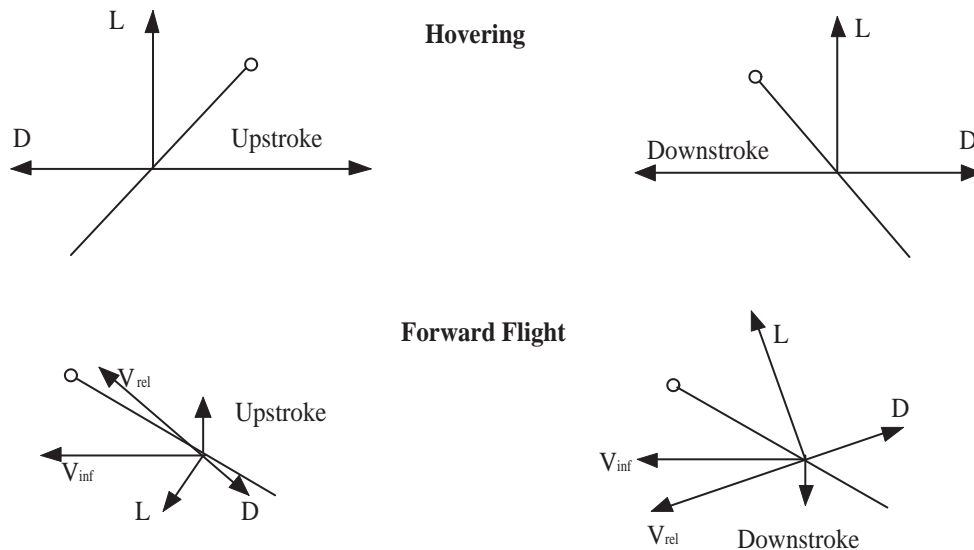 L
Hovering
L
D
Upstroke
Downstroke
D
Forward Flight
L
Vrel
Upstroke
D
Vinf
Vinf
L
D
Vrel
Downstroke